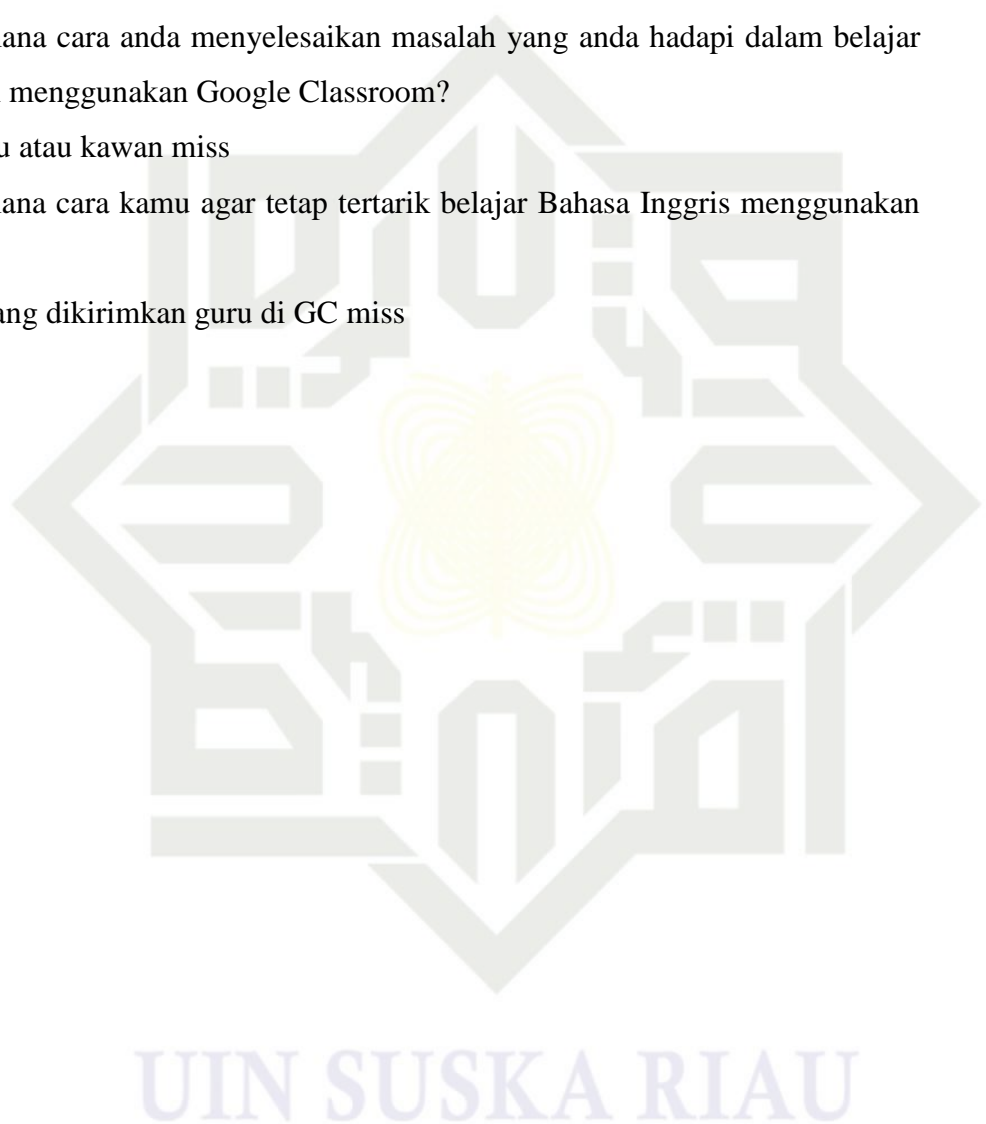 ana cara anda menyelesaikan masalah yang anda hadapi dalam belajar
menggunakan Google Classroom?
u atau kawan miss
ana cara kamu agar tetap tertarik belajar Bahasa Inggris menggunakan
ang dikirimkan guru di GC miss
UIN SUSKA RIAU